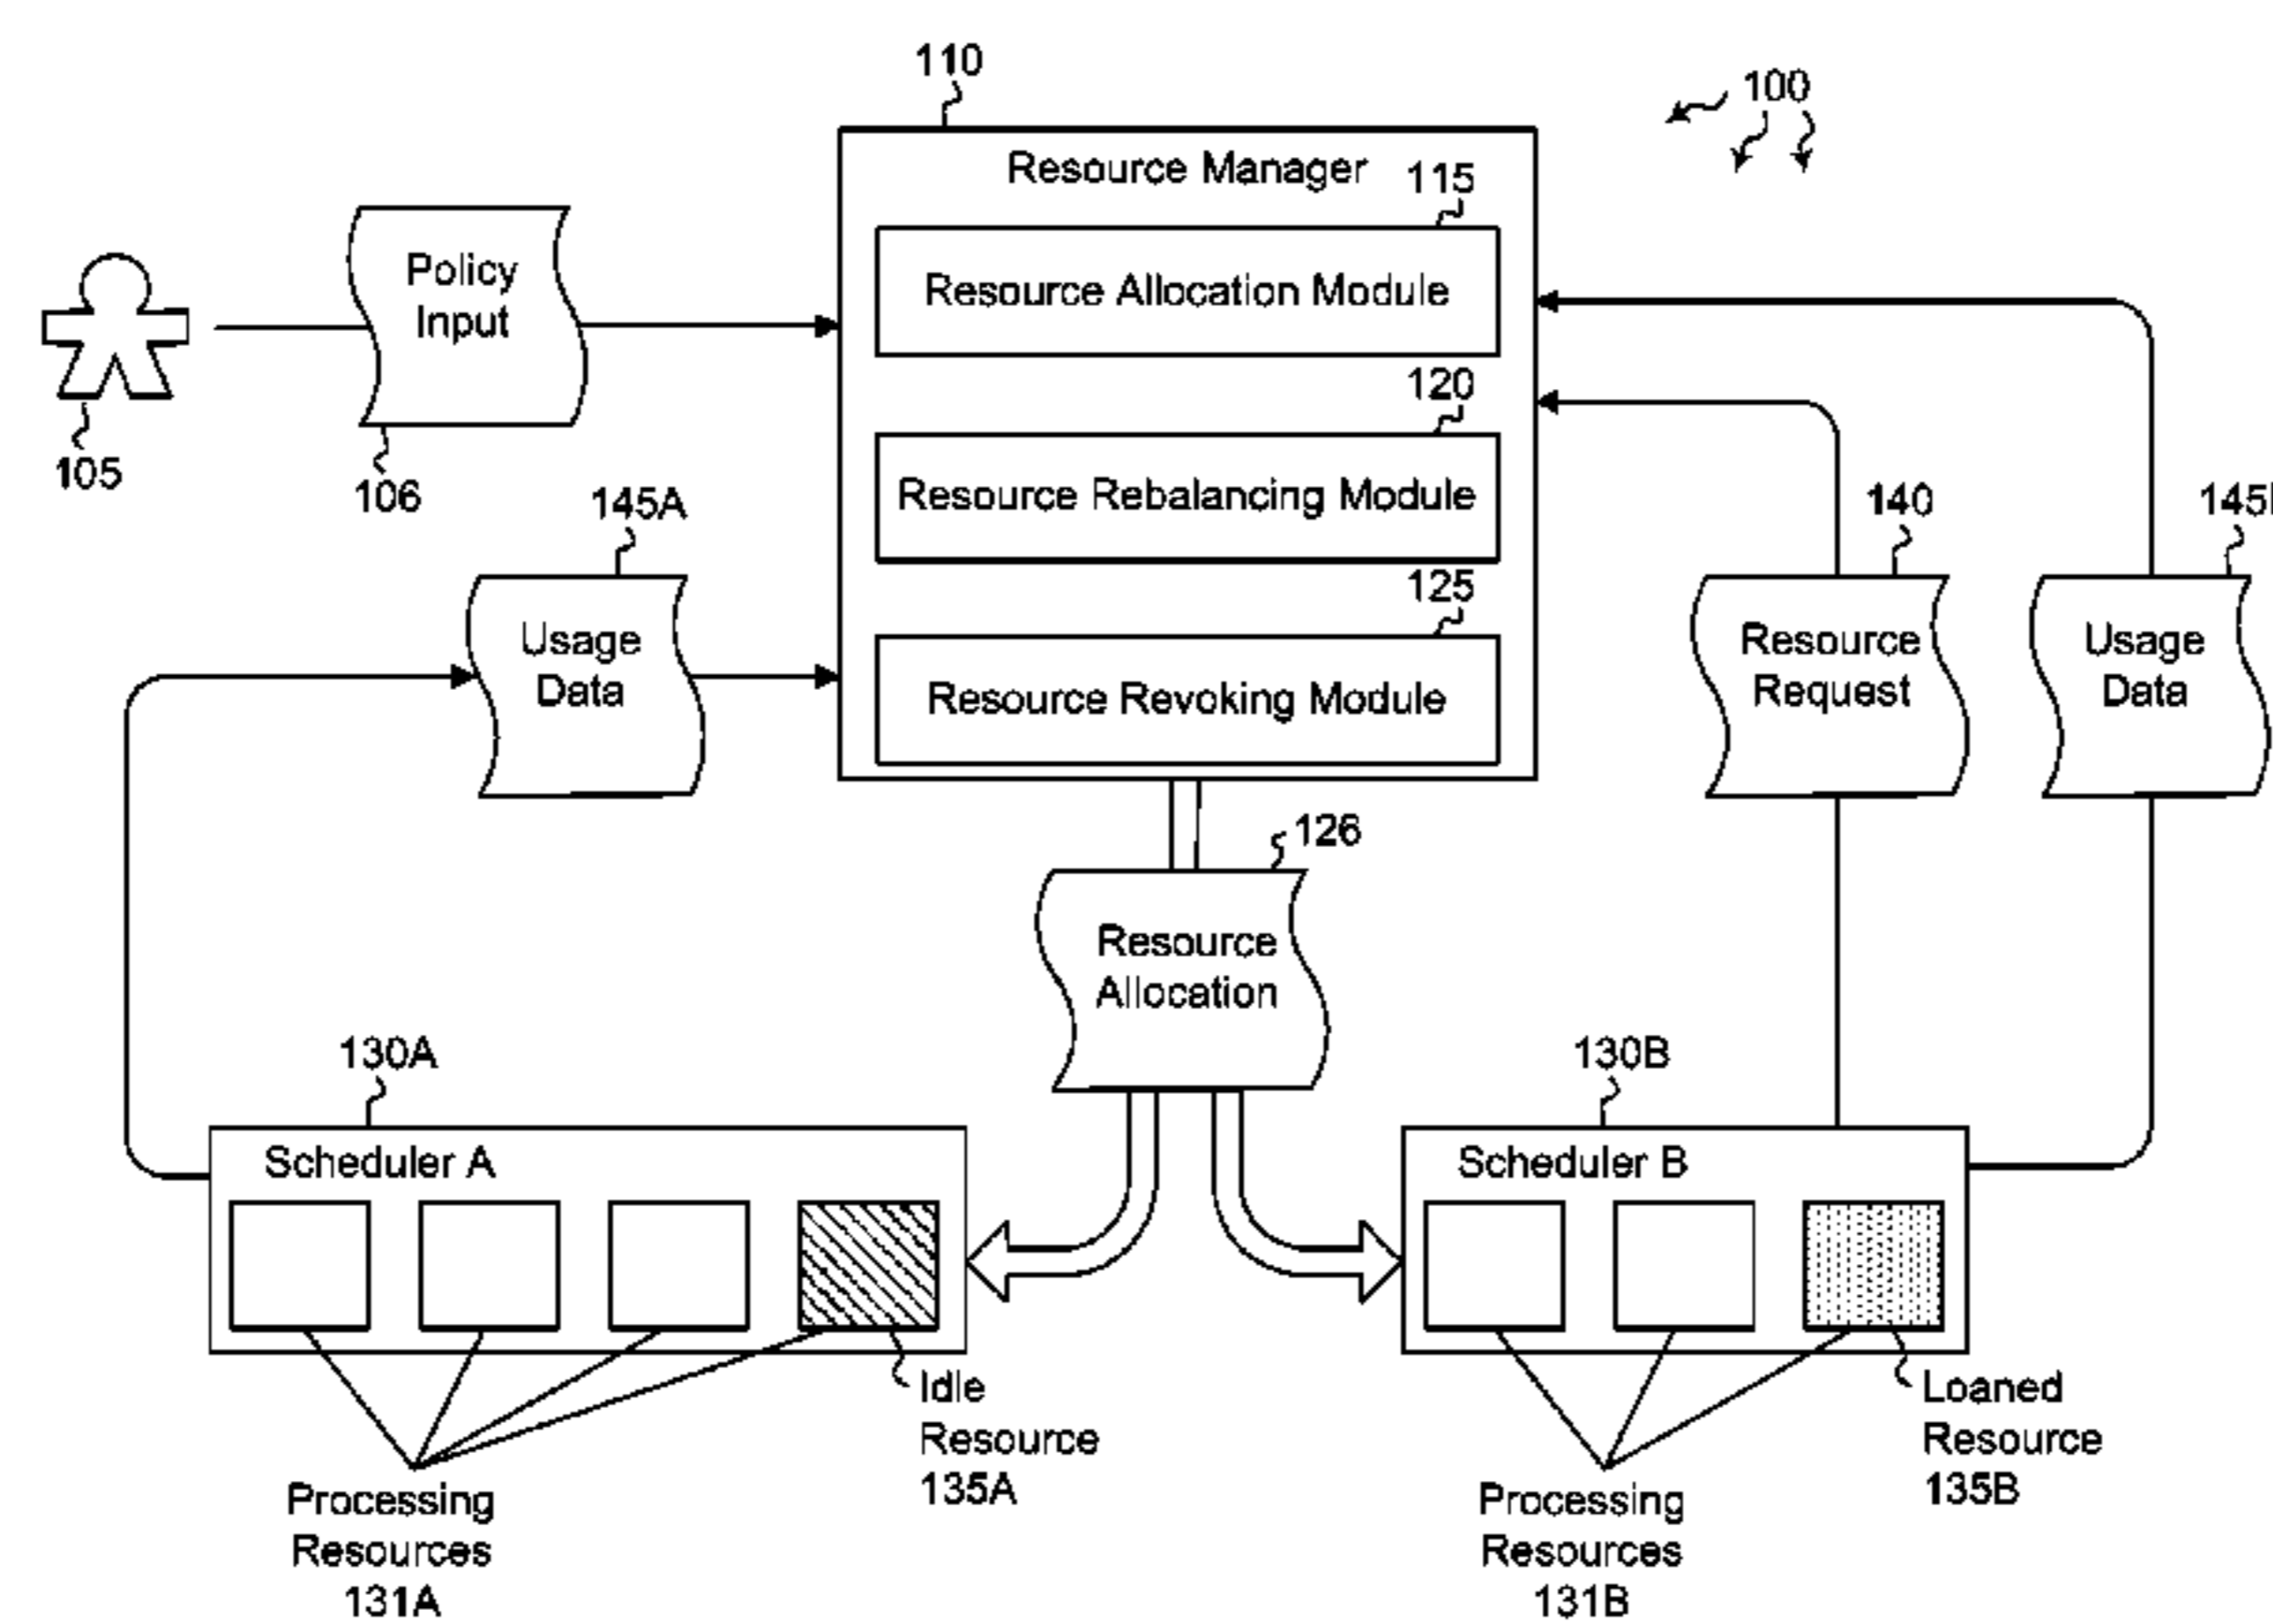 110
100
Resource Manager
115
Resource Allocation Module
Policy
Input
105
106
120
Resource Rebalancing Module
145A
Usage
Data
125
Resource Revoking Module
140
Resource
Request
Usage
Data
126
Resource
Allocation
130A
Scheduler A
130B
Scheduler B
Idle
Resource
135A
Processing
Resources
131A
Loaned
Resource
135B
Processing
Resources
131B